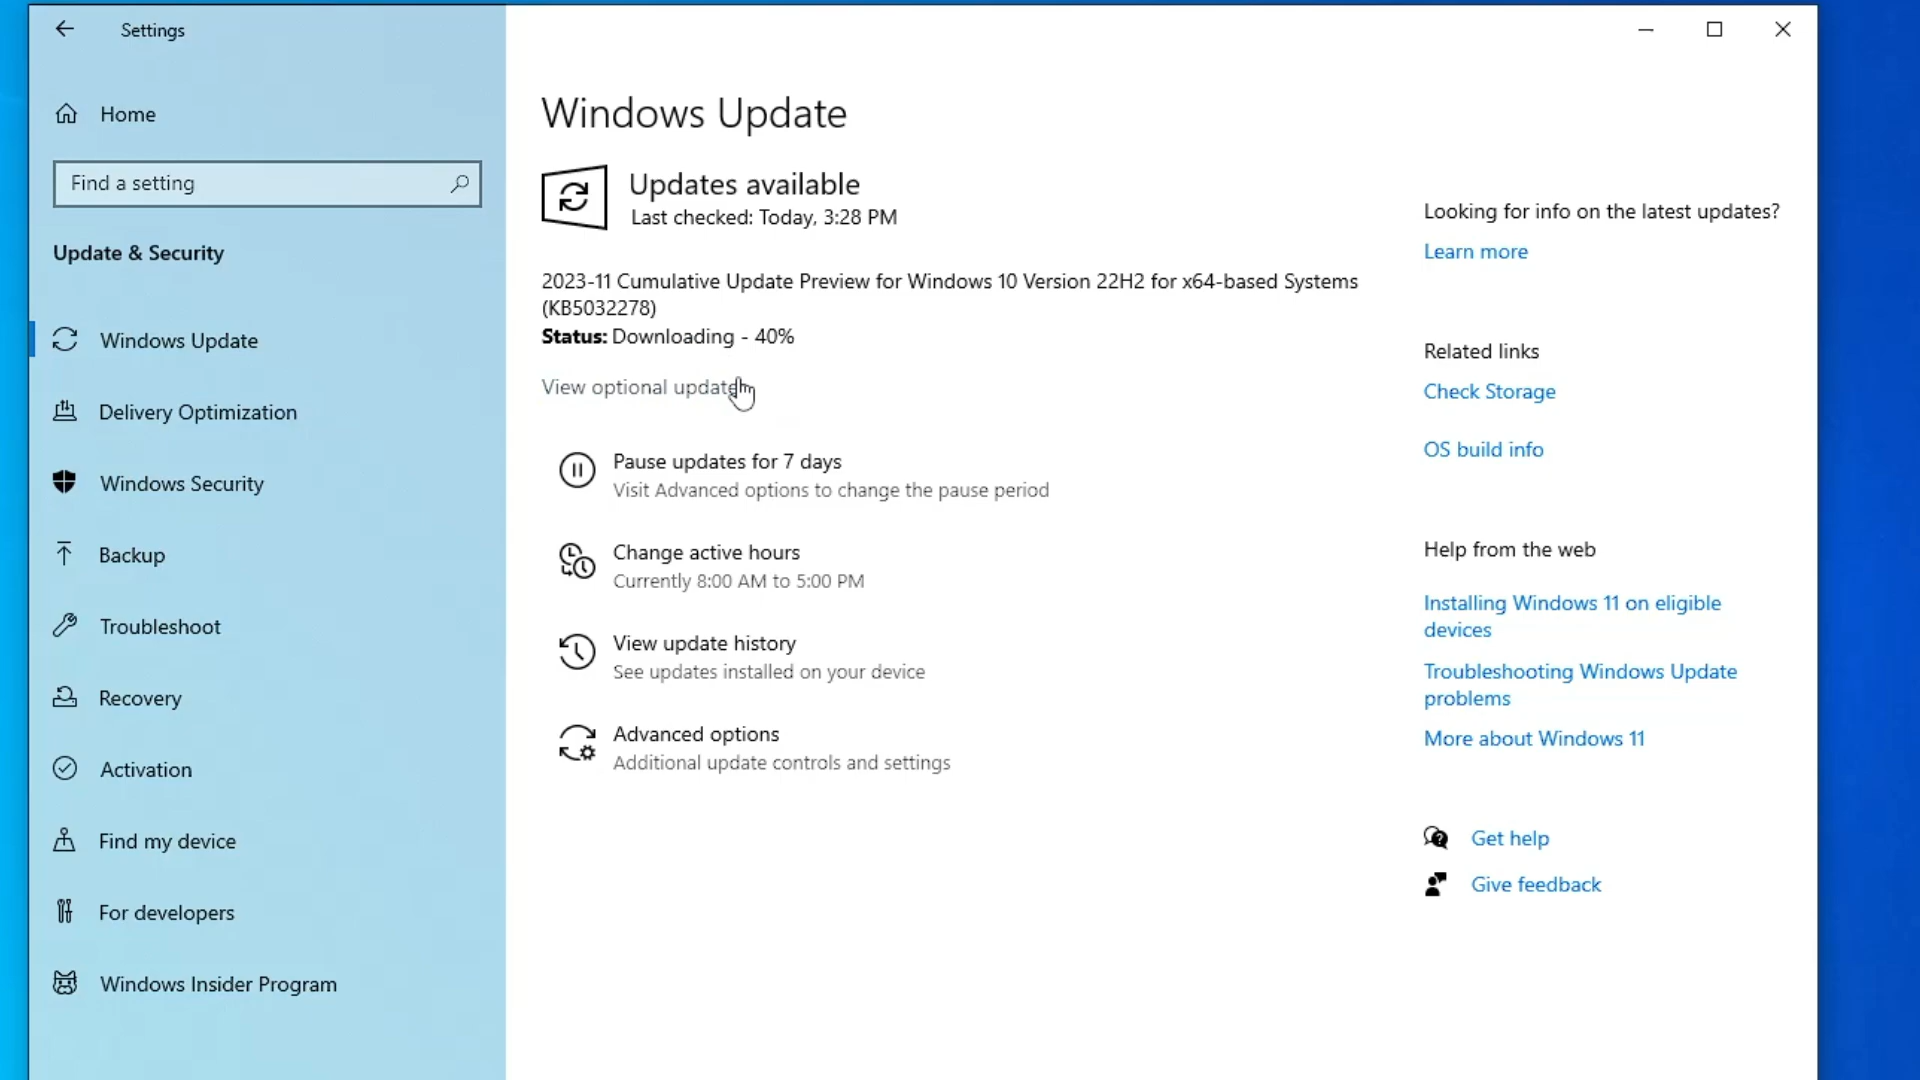 Settings
Home
Find a setting
Update & Security
Windows Update
Delivery Optimization
Windows Security
Backup
Troubleshoot
Recovery
Activation
Find my device
For developers
Windows Insider Program
Windows Update
Updates available
Last checked: Today, 3:28 PM
2023-11 Cumulative Update Preview for Windows 10 Version 22H2 for x64-based Systems
(KB5032278)
Status: Downloading - 40%
View optional update
Pause updates for 7 days
Visit Advanced options to change the pause period
Change active hours
Currently 8:00 AM to 5:00 PM
View update history
See updates installed on your device
Advanced options
Additional update controls and settings
Looking for info on the latest updates?
Learn more
Related links
Check Storage
OS build info
Help from the web
Installing Windows 11 on eligible
devices
Troubleshooting Windows Update
problems
More about Windows 11
Get help
Give feedback